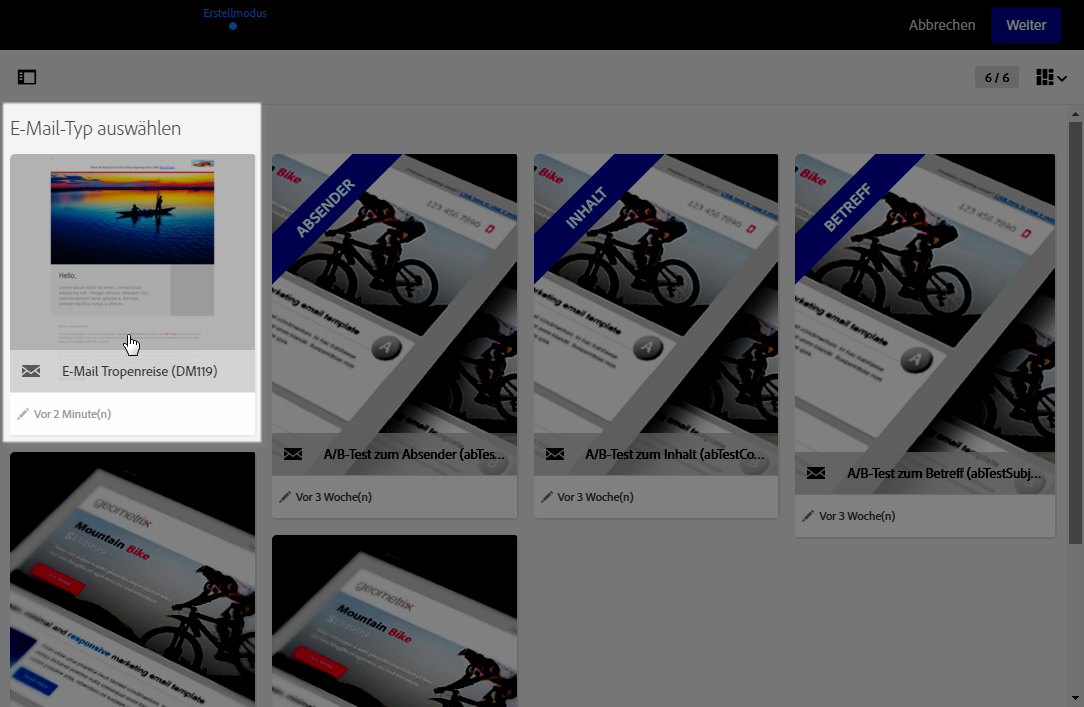 Erstellmodus
Abbrechen
Weiter
6 / 6
E-Mail-Typ auswählen
Hello,
E-Mail Tropenreise (DM119)
Vor 2 Minute(n)
Bike
ABSENDER
123 456 7890
marketing email template
A
A/B-Test zum Absender (abTes...
Vor 3 Woche(n)
Bike
INHALT
123 456 7890
marketing email template
A
A/B-Test zum Inhalt (abTestCo...
Vor 3 Woche(n)
Bike
BETREFF
123 456 7890
marketing email template
A
A/B-Test zum Betreff (abTestSubj...
Vor 3 Woche(n)
geometrixx
Mountain Bike
minimal and responsive marketing email template
geometrixx
Mountain Bike